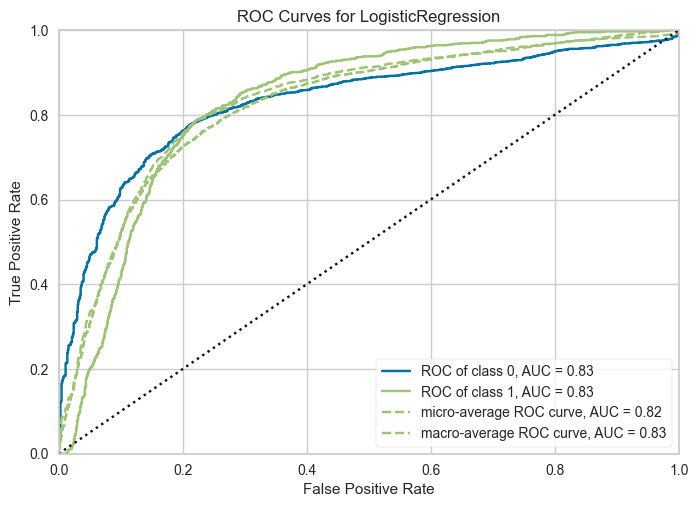 ROC Curves for LogisticRegression
1.0
0.8
0.6
0.4
0.2
0.0
True Positive Rate
ROC of class 0, AUC = 0.83
ROC of class 1, AUC = 0.83
micro-average ROC curve, AUC = 0.82
macro-average ROC curve, AUC = 0.83
0.0 0.2 0.4 0.6 0.8 1.0
False Positive Rate